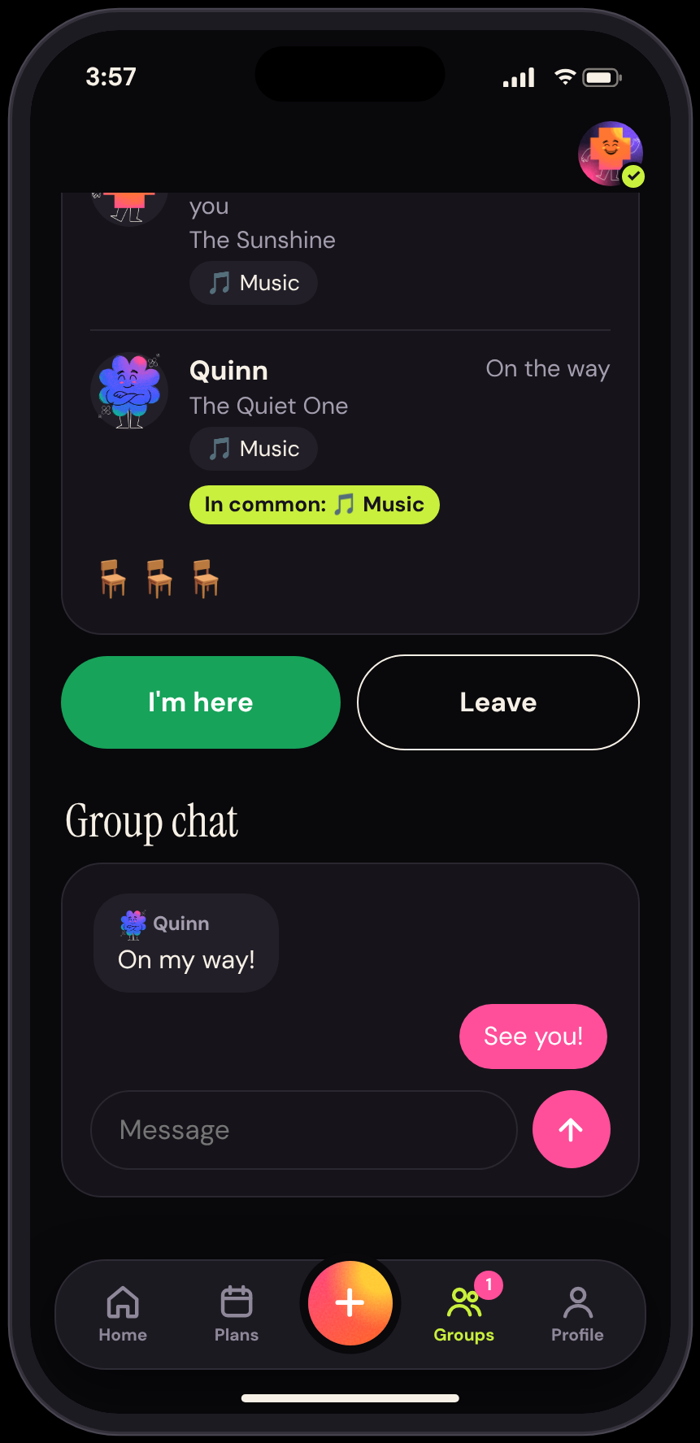 3:57
you
The Sunshine
🎵 Music
Quinn
On the way
The Quiet One
🎵 Music
In common: 🎵 Music
I'm here
Leave
Group chat
Quinn
On my way!
See you!
Message
1
Home
Plans
Groups
Profile